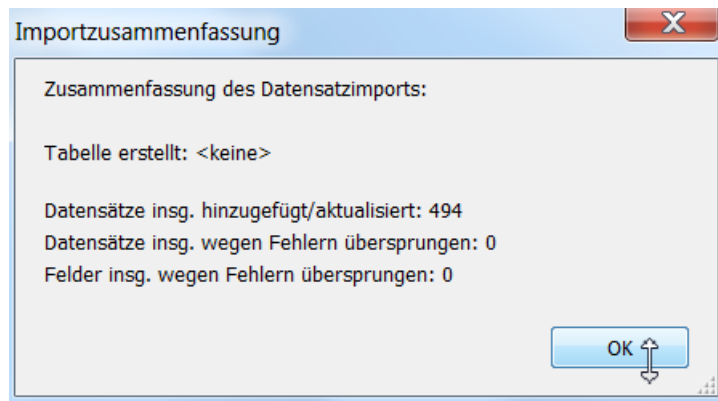 Importzusammenfassung
Zusammenfassung des Datensatzimports:
Tabelle erstellt: <keine>
Datensätze insg. hinzugefügt/aktualisiert: 494
Datensätze insg. wegen Fehlern übersprungen: 0
Felder insg. wegen Fehlern übersprungen: 0
OK